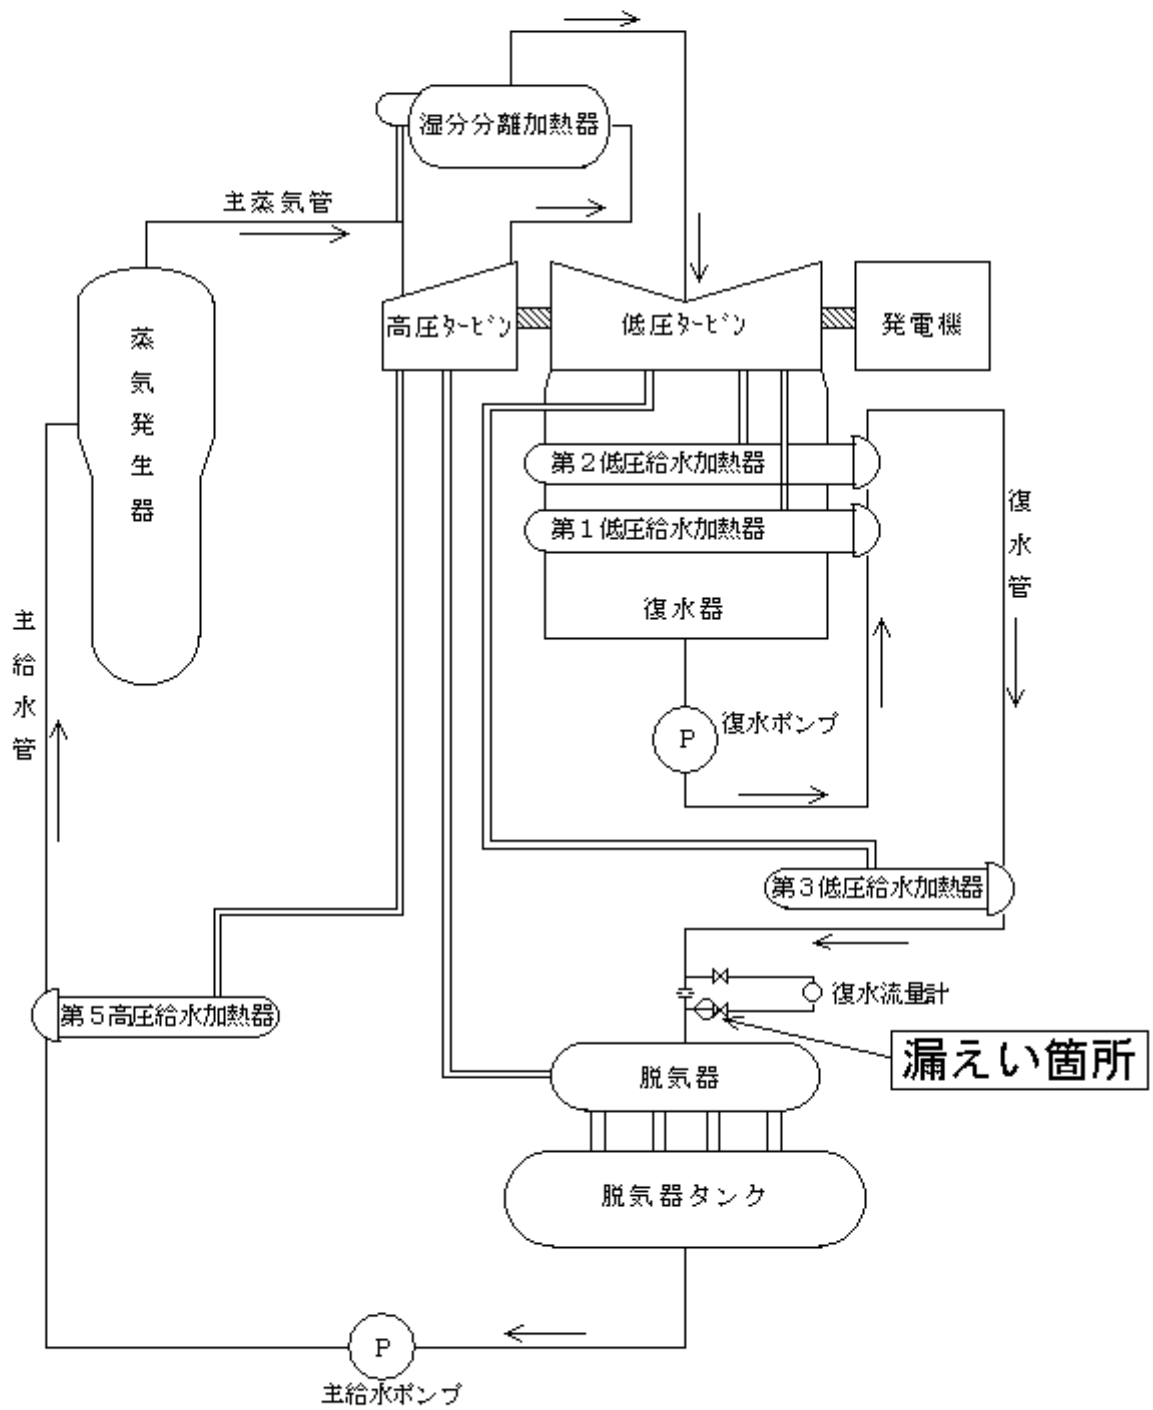 湿分分離加熱器
主蒸気管
高圧ﾀｰﾋﾞﾝ
低圧ﾀｰﾋﾞﾝ
発電機
蒸気発生器
第２低圧給水加熱器
第１低圧給水加熱器
復水管
復水器
主給水管
P
復水ポンプ
第３低圧給水加熱器
第５高圧給水加熱器
復水流量計
漏えい箇所
脱気器
脱気器タンク
P
主給水ポンプ